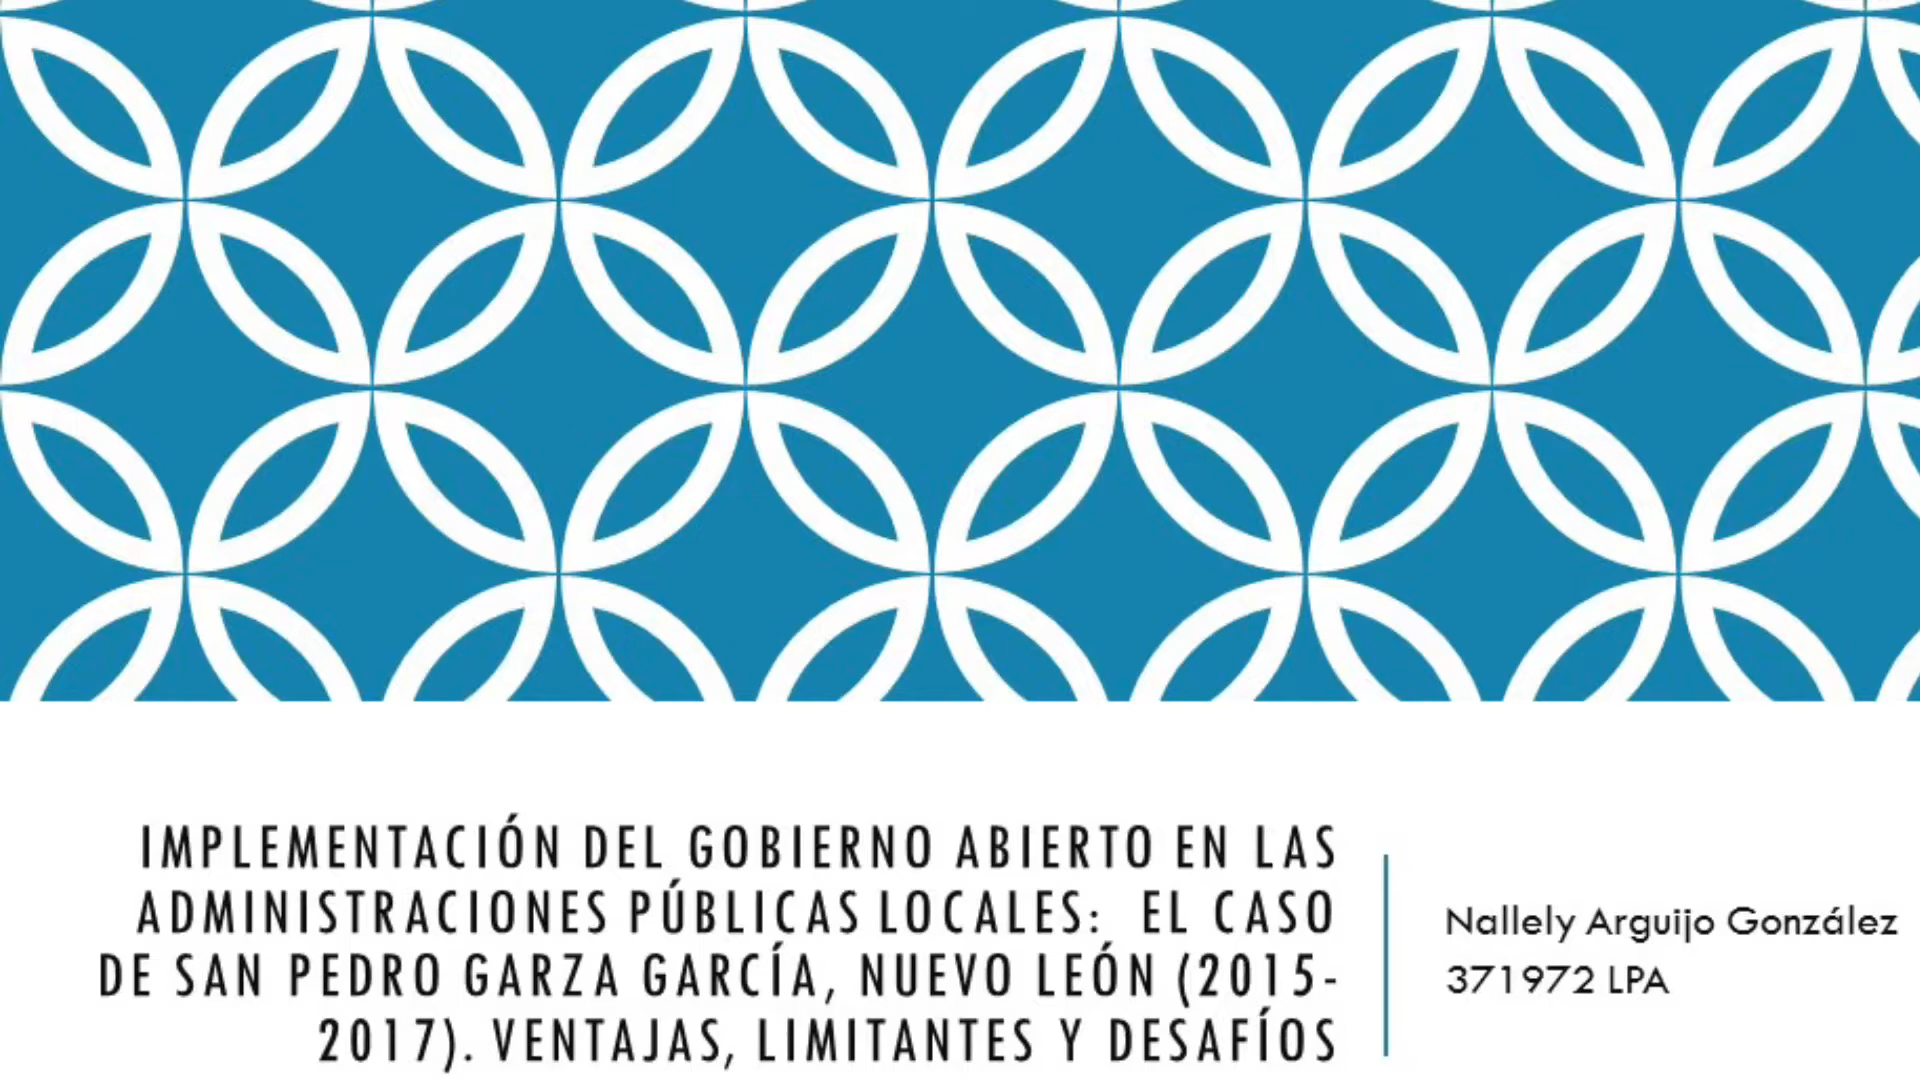 IMPLEMENTACIÓN DEL GOBIERNO ABIERTO EN LAS
ADMINISTRACIONES PÚBLICAS LOCALES: EL CASO
DE SAN PEDRO GARZA GARCÍA, NUEVO LEÓN (2015-
2017). VENTAJAS, LIMITANTES Y DESAFÍOS
Nallely Arguijo González
371972 LPA